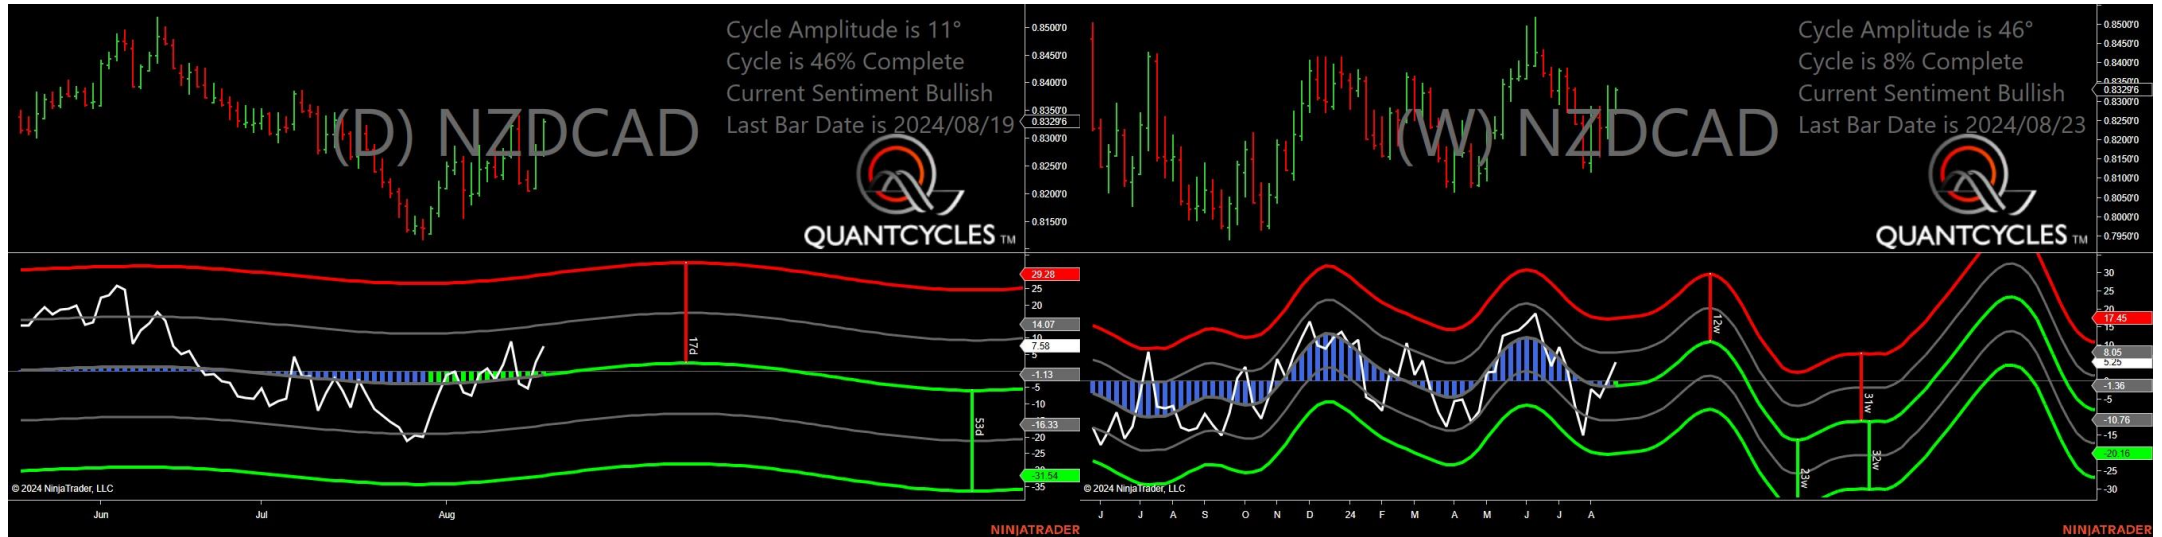 Cycle Amplitude is 11°
Cycle is 46% Complete
Current Sentiment Bullish
Last Bar Date is 2024/08/19
(D) NZDCAD
QUANTCYCLES TM
0.8500'0
0.8450'0
0.8400'0
0.8350'0
0.8329'6
0.8300'0
0.8250'0
0.8200'0
0.8150'0
29.28
25
20
14.07
7.58
5
-1.13
-5
-10
-16.33
-20
-25
-31.54
-35
17d
53d
© 2024 NinjaTrader, LLC
Jun
Jul
Aug
NINJATRADER
Cycle Amplitude is 46°
Cycle is 8% Complete
Current Sentiment Bullish
Last Bar Date is 2024/08/23
(W) NZDCAD
QUANTCYCLES TM
0.8500'0
0.8450'0
0.8400'0
0.8350'0
0.8329'6
0.8300'0
0.8250'0
0.8200'0
0.8150'0
0.8100'0
0.8050'0
0.8000'0
0.7950'0
30
25
20
17.45
15
8.05
5.25
-1.36
-5
-10.76
-15
-20.16
-25
-30
12w
23w
31w
32w
© 2024 NinjaTrader, LLC
J J A S O N D 24 F M A M J J A
NINJATRADER